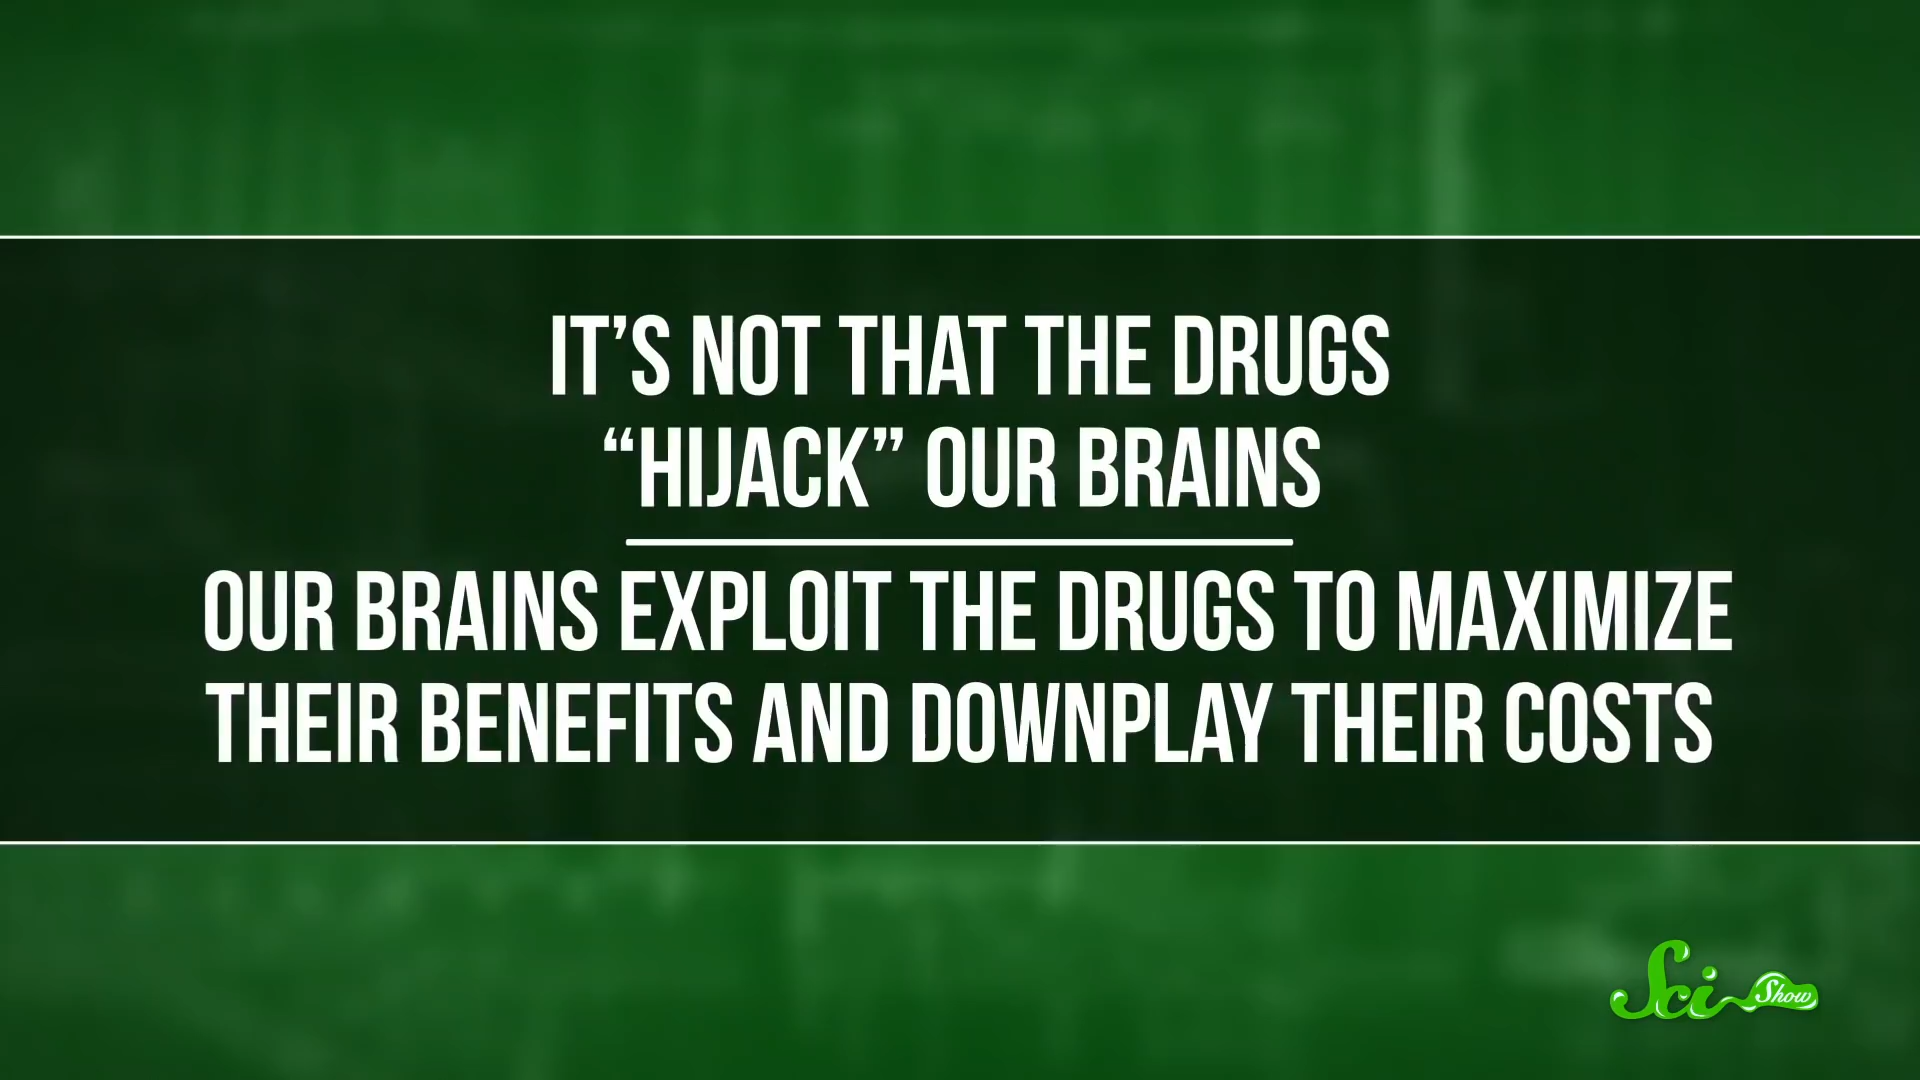 IT’S NOT THAT THE DRUGS
“HIJACK” OUR BRAINS
OUR BRAINS EXPLOIT THE DRUGS TO MAXIMIZE
THEIR BENEFITS AND DOWNPLAY THEIR COSTS
Sci Show